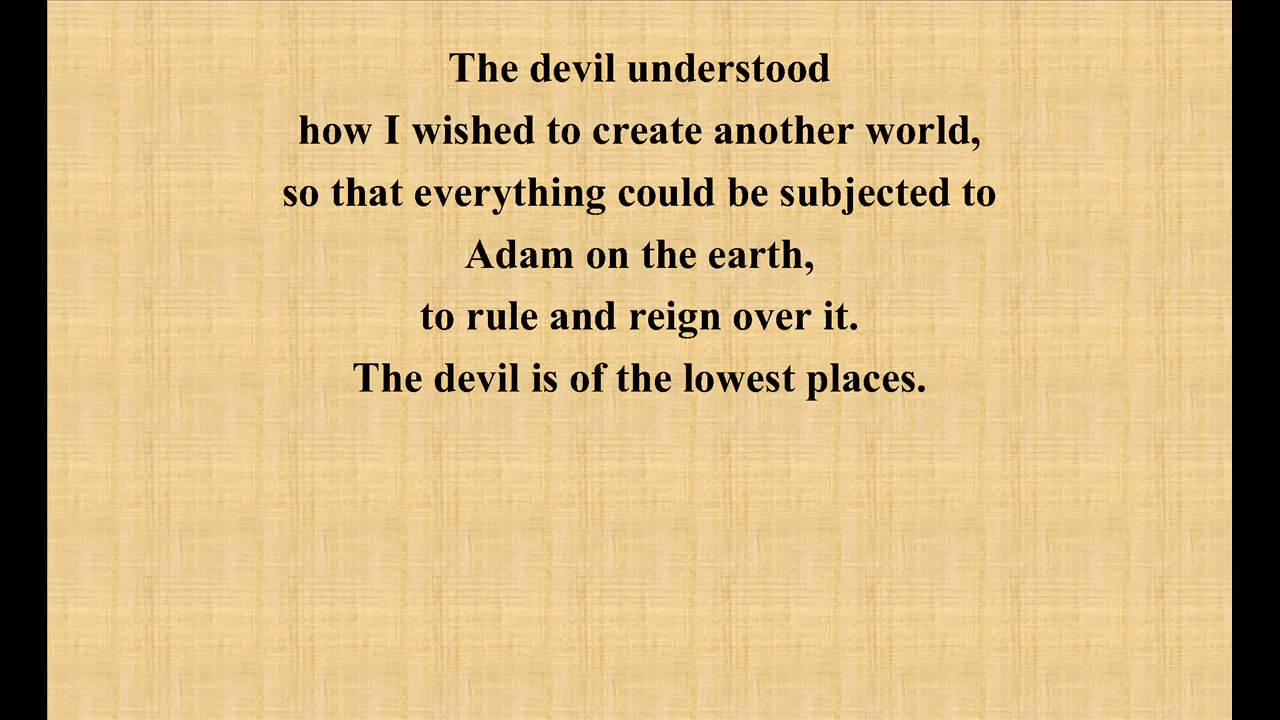 The devil understood
how I wished to create another world,
so that everything could be subjected to
Adam on the earth,
to rule and reign over it.
The devil is of the lowest places.